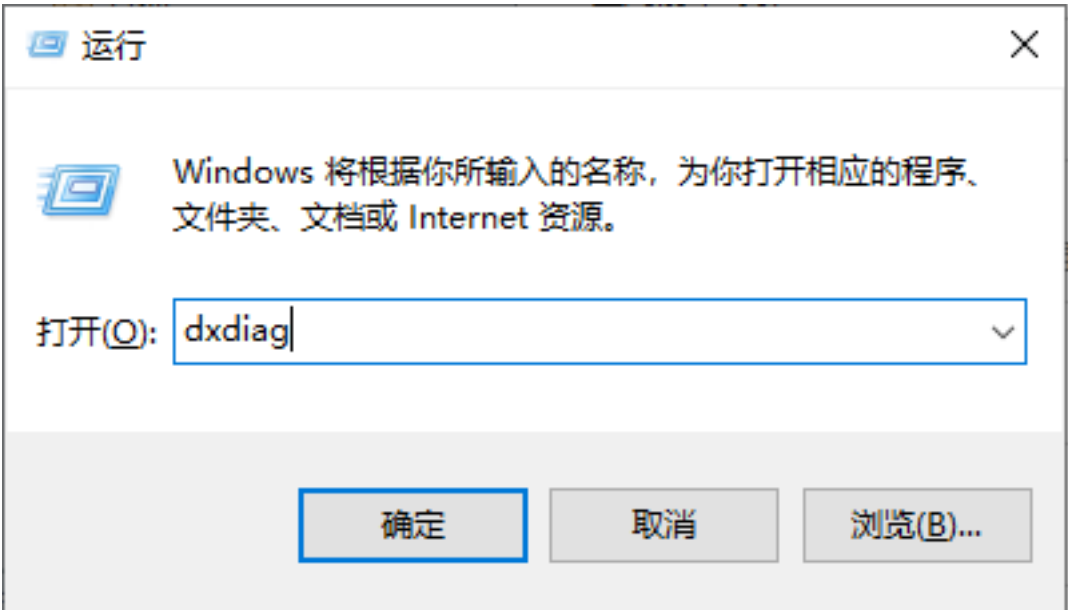 运行
Windows 将根据你所输入的名称，为你打开相应的程序、
文件夹、文档或 Internet 资源。
打开(O): dxdiag
确定 取消 浏览(B)...